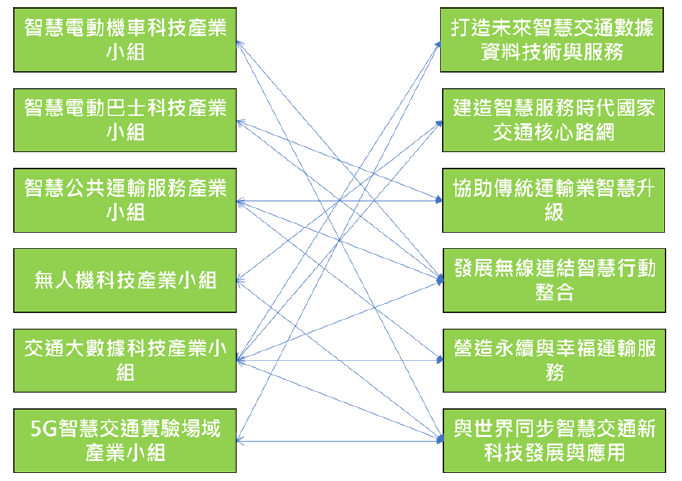 智慧電動機車科技產業
小組
智慧電動巴士科技產業
小組
智慧公共運輸服務產業
小組
無人機科技產業小組
交通大數據科技產業小
組
5G智慧交通實驗場域
產業小組
打造未來智慧交通數據
資料技術與服務
建造智慧服務時代國家
交通核心路網
協助傳統運輸業智慧升
級
發展無線連結智慧行動
整合
營造永續與幸福運輸服
務
與世界同步智慧交通新
科技發展與應用